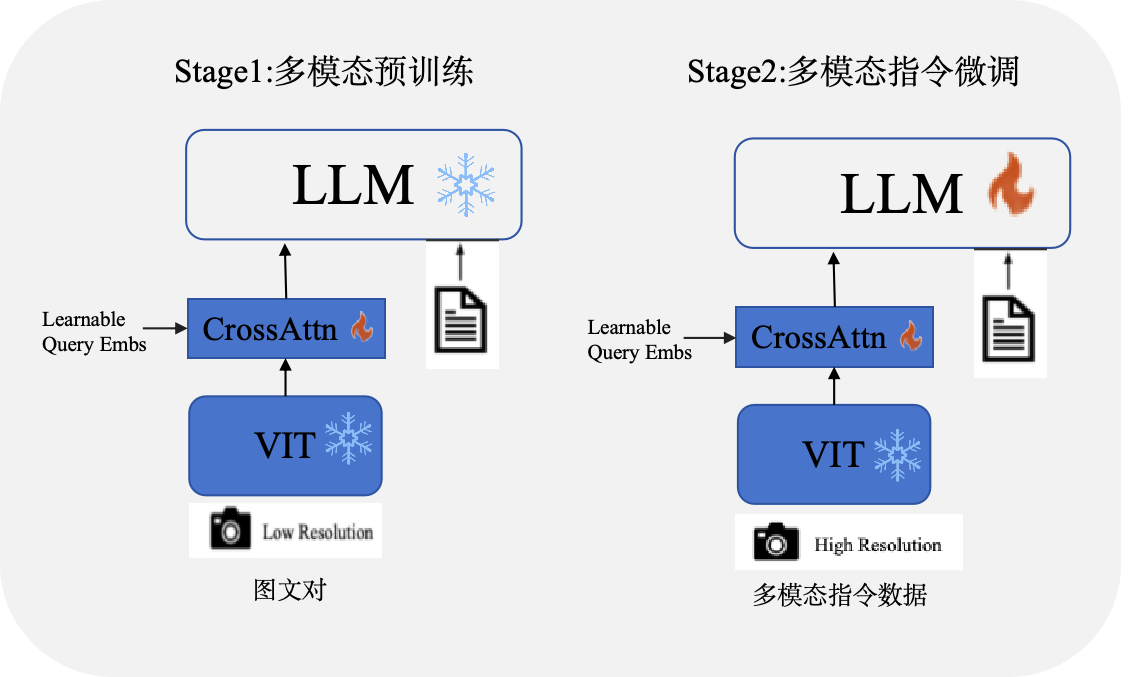 Stage1:多模态预训练
LLM
Learnable
Query Embs
CrossAttn
VIT
Low Resolution
图文对
Stage2:多模态指令微调
LLM
Learnable
Query Embs
CrossAttn
VIT
High Resolution
多模态指令数据